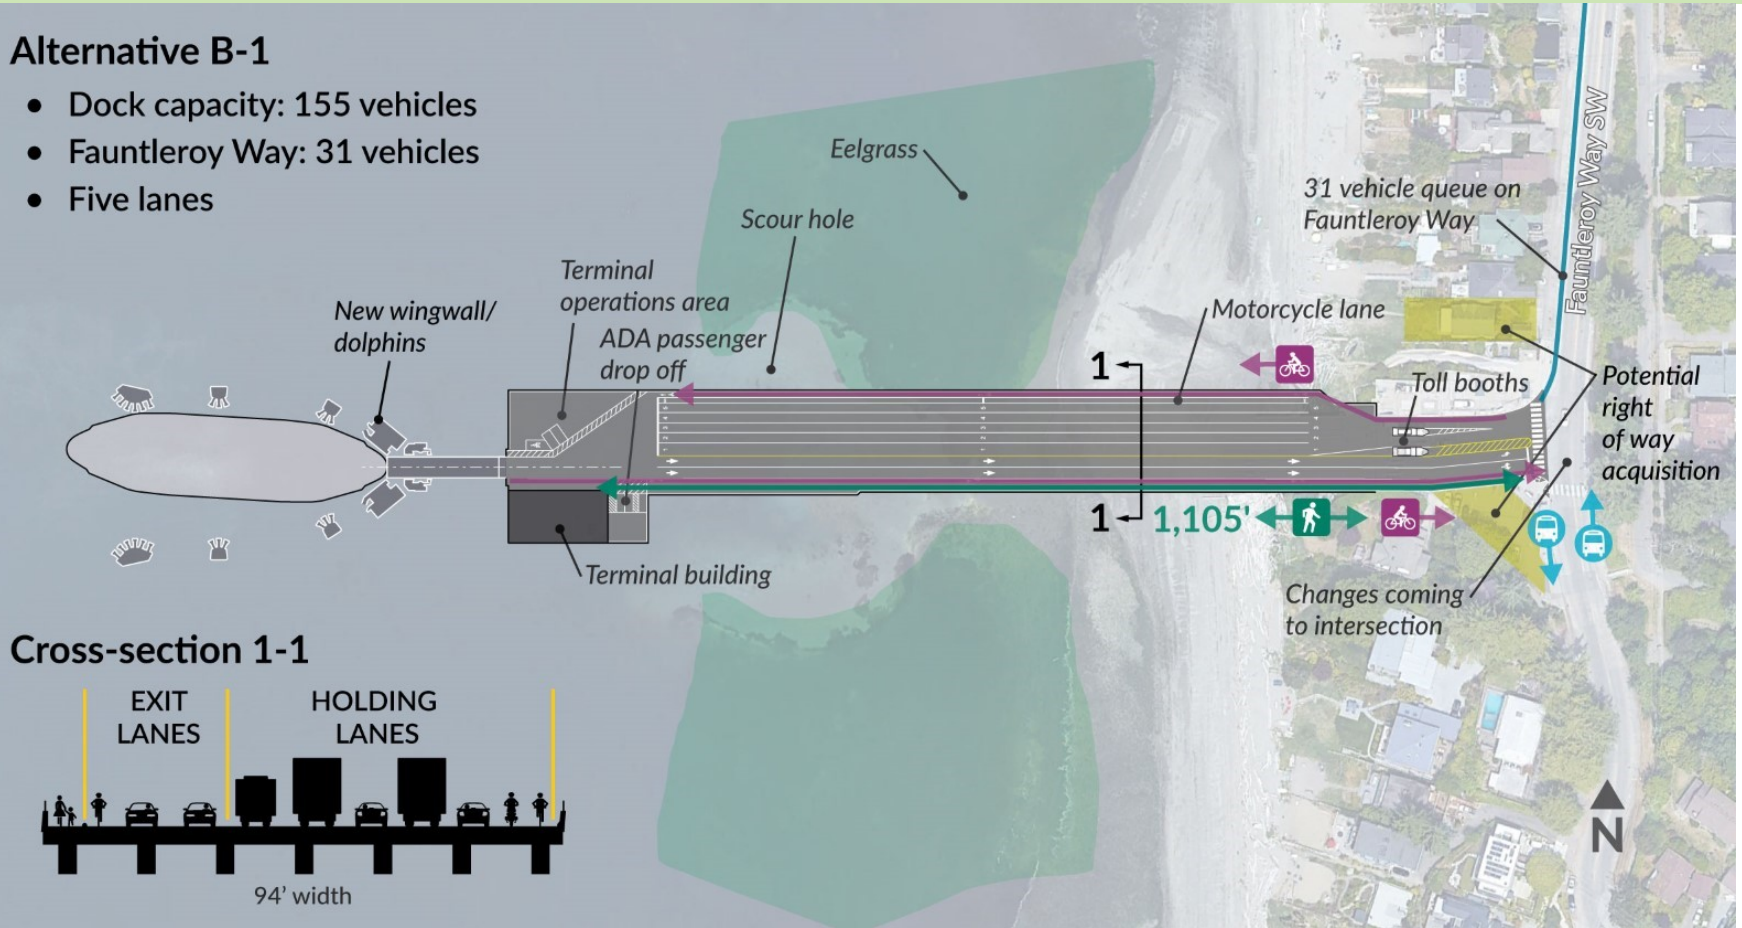 Alternative B-1
• Dock capacity: 155 vehicles
• Fauntleroy Way: 31 vehicles
• Five lanes
Eelgrass
Scour hole
31 vehicle queue on
Fauntleroy Way
Fauntleroy Way SW
Terminal
operations area
New wingwall/
dolphins
ADA passenger
drop off
Motorcycle lane
1
Toll booths
Potential
right
of way
acquisition
1
1,105'
Terminal building
Changes coming
to intersection
Cross-section 1-1
EXIT
LANES
HOLDING
LANES
94' width
N